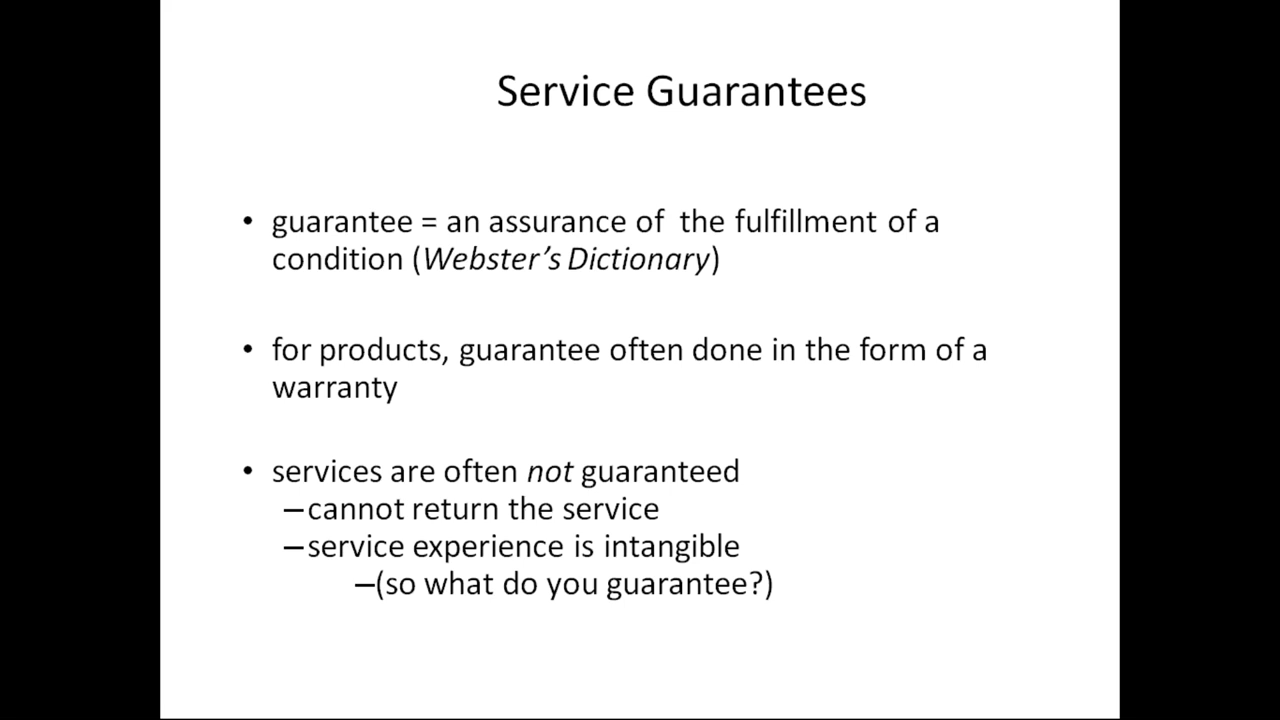 Service Guarantees
• guarantee = an assurance of the fulfillment of a
condition (Webster’s Dictionary)
• for products, guarantee often done in the form of a
warranty
• services are often not guaranteed
–cannot return the service
–service experience is intangible
–(so what do you guarantee?)